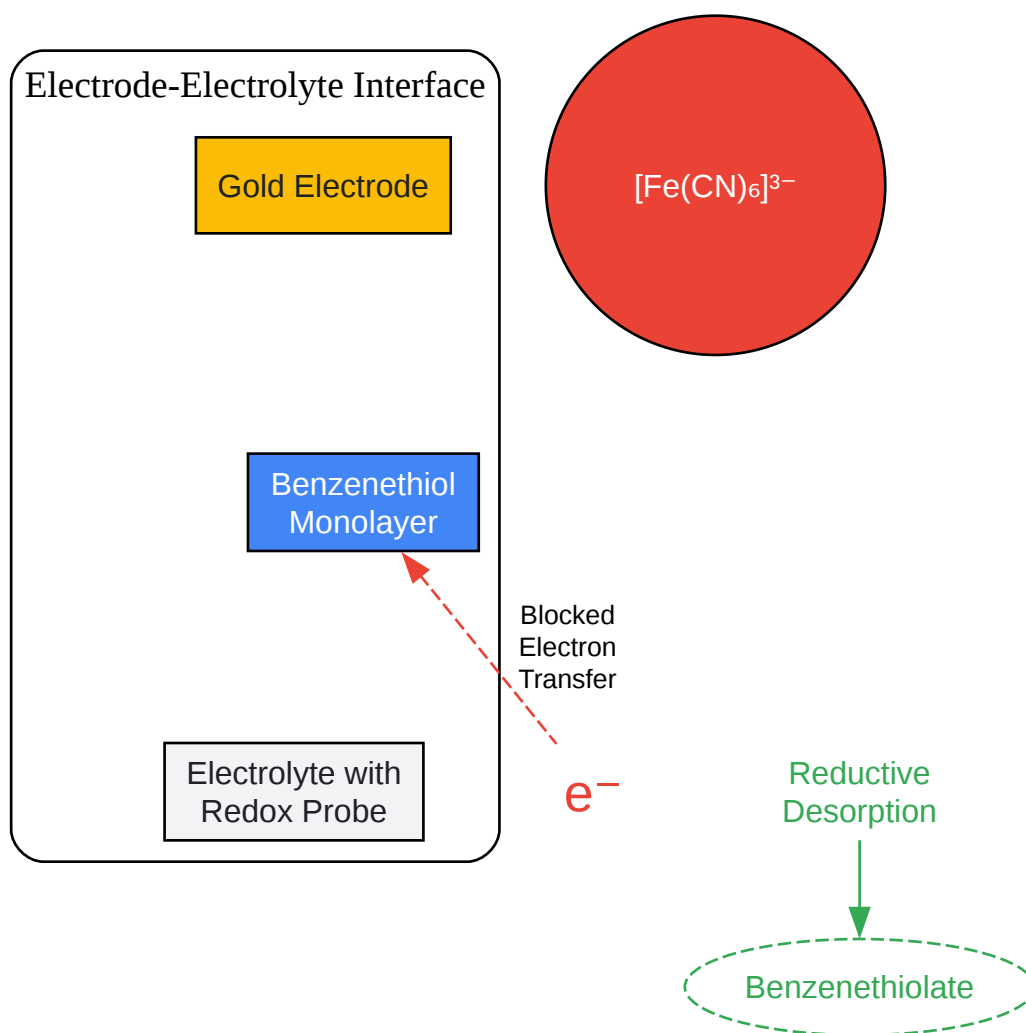 Electrode-Electrolyte Interface
Gold Electrode
[Fe(CN)₆]³⁻
Benzenethiol
Monolayer
Blocked
Electron
Transfer
e⁻
Electrolyte with
Redox Probe
Reductive
Desorption
Benzenethiolate